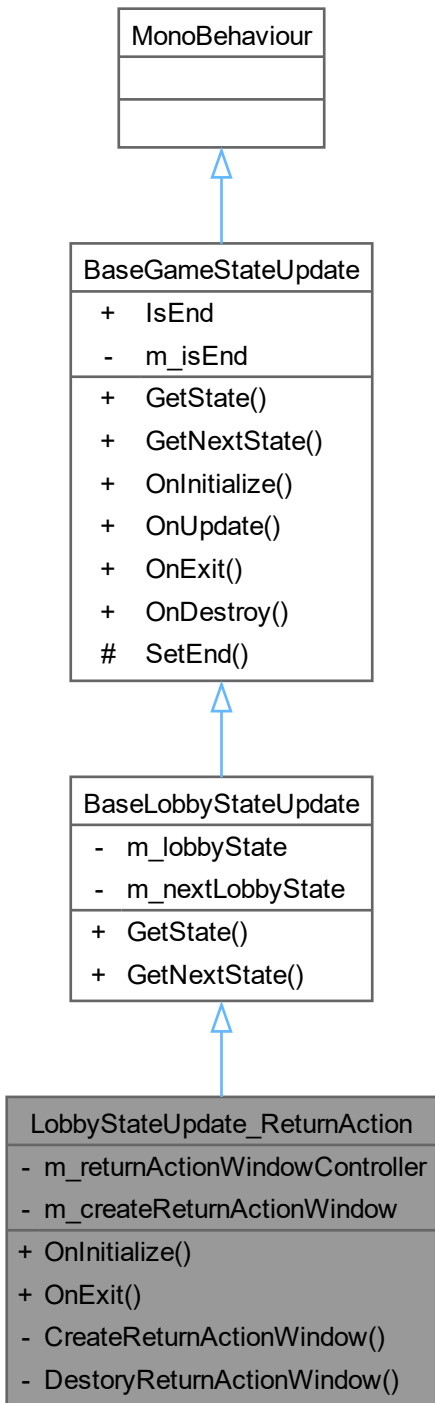 MonoBehaviour
BaseGameStateUpdate
+ IsEnd
- m_isEnd
+ GetState()
+ GetNextState()
+ OnInitialize()
+ OnUpdate()
+ OnExit()
+ OnDestroy()
# SetEnd()
BaseLobbyStateUpdate
- m_lobbyState
- m_nextLobbyState
+ GetState()
+ GetNextState()
LobbyStateUpdate_ReturnAction
- m_returnActionWindowController
- m_createReturnActionWindow
+ OnInitialize()
+ OnExit()
- CreateReturnActionWindow()
- DestoryReturnActionWindow()